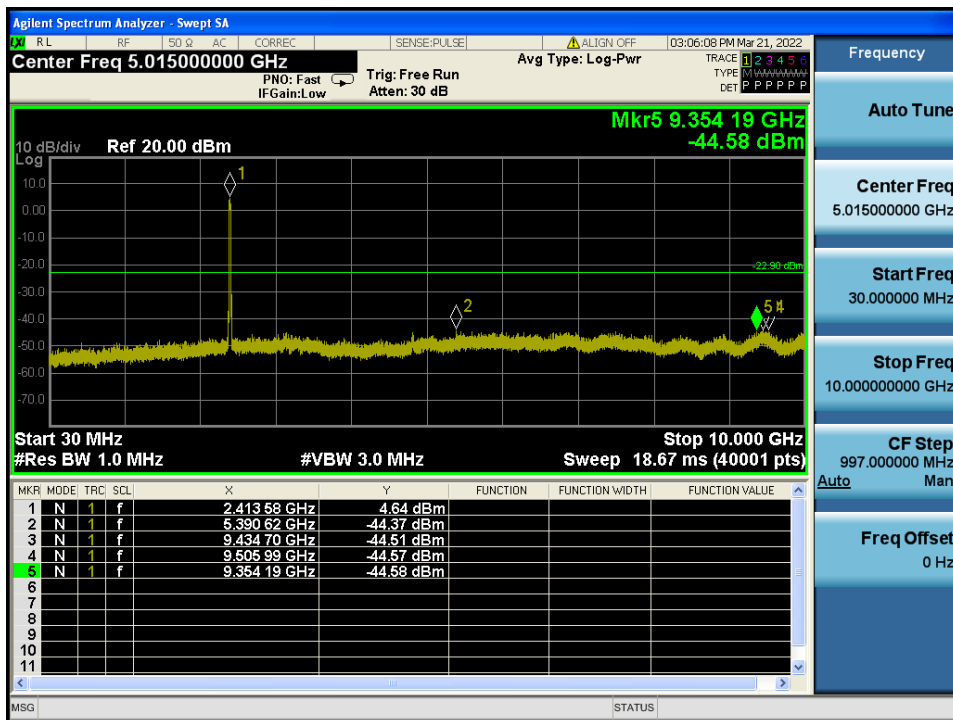 Agilent Spectrum Analyzer - Swept SA
LXI RL RF 50 Ω AC CORREC SENSE:PULSE ALIGN OFF 03:06:08 PM Mar 21, 2022
Center Freq 5.015000000 GHz
PNO: Fast
IFGain:Low
Trig: Free Run
Atten: 30 dB
Avg Type: Log-Pwr
TRACE 1 2 3 4 5 6
TYPE M
DET P P P P P P
Mkr5 9.354 19 GHz
-44.58 dBm
10 dB/div Ref 20.00 dBm
Log
10.0
0.00
-10.0
-20.0
-30.0
-40.0
-50.0
-60.0
-70.0
1
-22.90 dBm
2
5
4
Start 30 MHz Stop 10.000 GHz
#Res BW 1.0 MHz #VBW 3.0 MHz Sweep 18.67 ms (40001 pts)
MKR MODE TRC SCL X Y FUNCTION FUNCTION WIDTH FUNCTION VALUE
1 N 1 f 2.413 58 GHz 4.64 dBm
2 N 1 f 5.390 62 GHz -44.37 dBm
3 N 1 f 9.434 70 GHz -44.51 dBm
4 N 1 f 9.505 99 GHz -44.57 dBm
5 N 1 f 9.354 19 GHz -44.58 dBm
6
7
8
9
10
11
MSG STATUS
Frequency
Auto Tune
Center Freq
5.015000000 GHz
Start Freq
30.000000 MHz
Stop Freq
10.000000000 GHz
CF Step
997.000000 MHz
Auto Man
Freq Offset
0 Hz